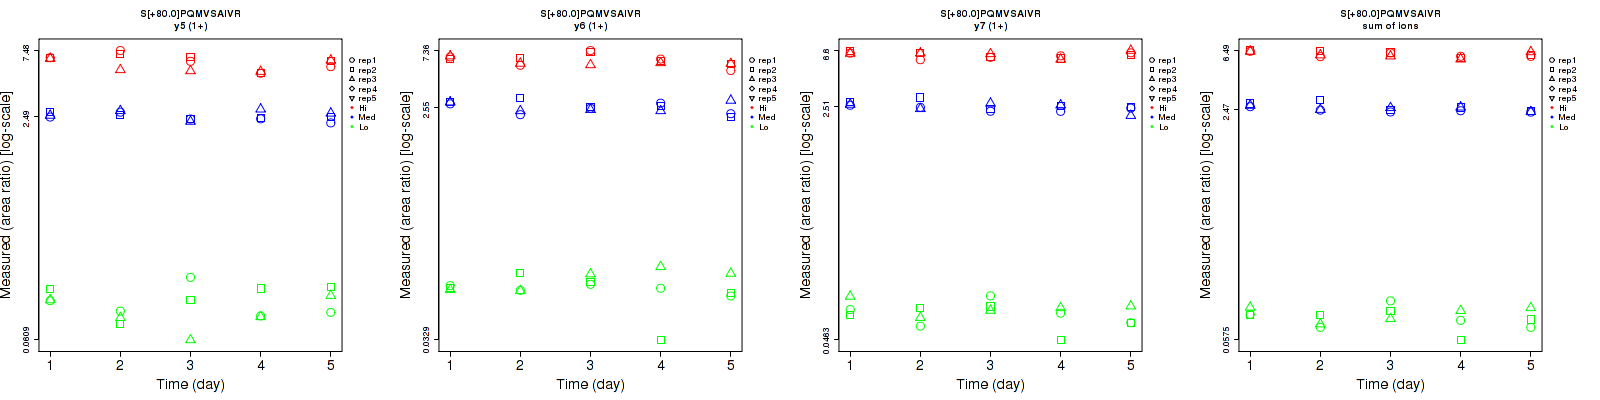 S[+80.0]PQMVSAIVR
y5 (1+)
Measured (area ratio) [log-scale]
7.48
2.49
0.0609
1 2 3 4 5
Time (day)
rep1
rep2
rep3
rep4
rep5
Hi
Med
Lo
S[+80.0]PQMVSAIVR
y6 (1+)
Measured (area ratio) [log-scale]
7.36
2.55
0.0329
1 2 3 4 5
Time (day)
rep1
rep2
rep3
rep4
rep5
Hi
Med
Lo
S[+80.0]PQMVSAIVR
y7 (1+)
Measured (area ratio) [log-scale]
6.6
2.51
0.0463
1 2 3 4 5
Time (day)
rep1
rep2
rep3
rep4
rep5
Hi
Med
Lo
S[+80.0]PQMVSAIVR
sum of ions
Measured (area ratio) [log-scale]
6.49
2.47
0.0575
1 2 3 4 5
Time (day)
rep1
rep2
rep3
rep4
rep5
Hi
Med
Lo